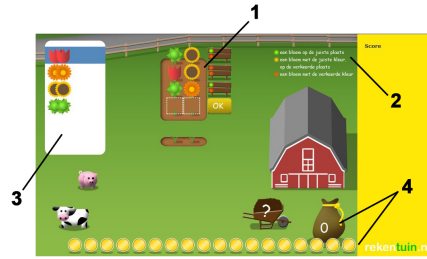 1
een bloem op de juiste plaats
een bloem met de juiste kleur,
op de verkeerde plaats
een bloem met de verkeerde kleur
Score
2
OK
3
?
0
4
rekentuin